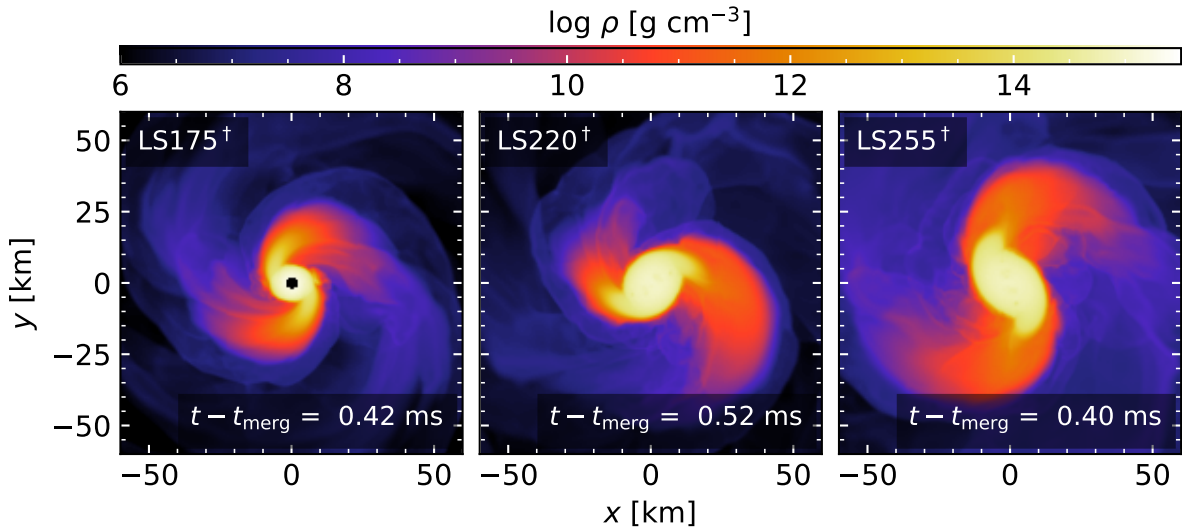 log ρ [g cm⁻³]
6 8 10 12 14
LS175† LS220† LS255†
50
25
0
−25
−50
y [km]
t − t_merg = 0.42 ms t − t_merg = 0.52 ms t − t_merg = 0.40 ms
−50 0 50 −50 0 50 −50 0 50
x [km]